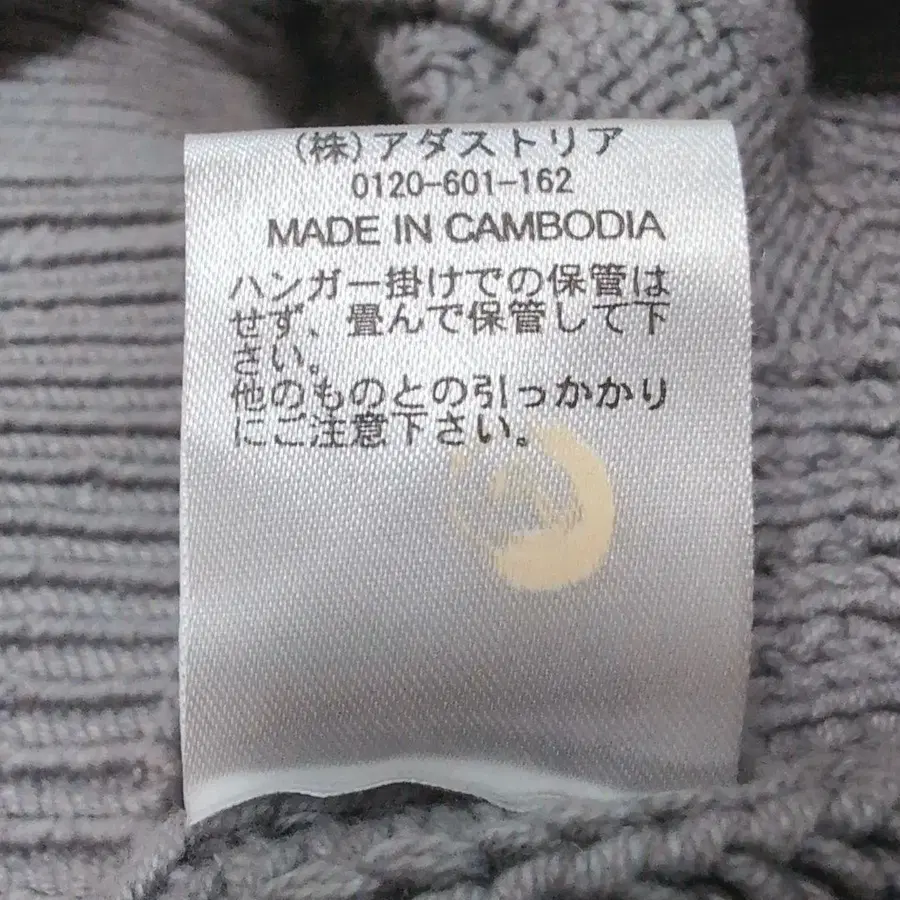 (株)アダストリア
0120-601-162
MADE IN CAMBODIA
ハンガー掛けでの保管は
せず、畳んで保管して下
さい。
他のものとの引っかかり
にご注意下さい。